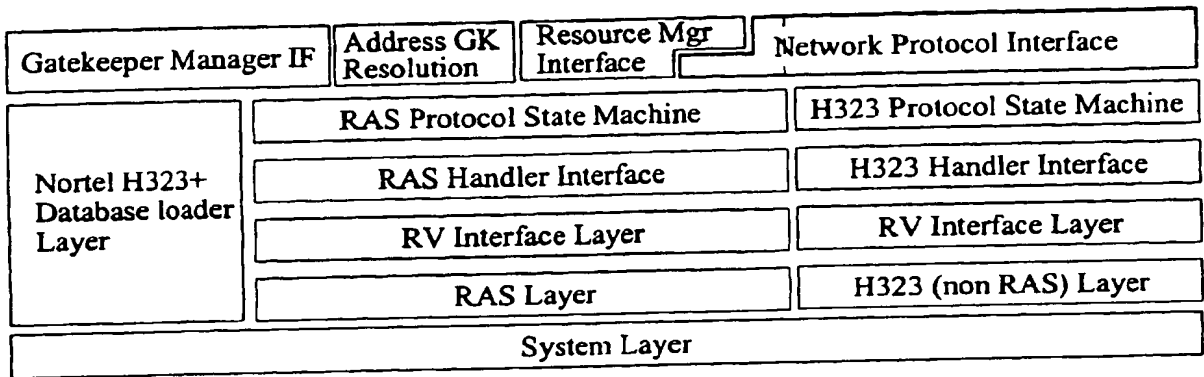 Gatekeeper Manager IF
Address GK
Resolution
Resource Mgr
Interface
Network Protocol Interface
Nortel H323+
Database loader
Layer
RAS Protocol State Machine
H323 Protocol State Machine
RAS Handler Interface
H323 Handler Interface
RV Interface Layer
RV Interface Layer
RAS Layer
H323 (non RAS) Layer
System Layer